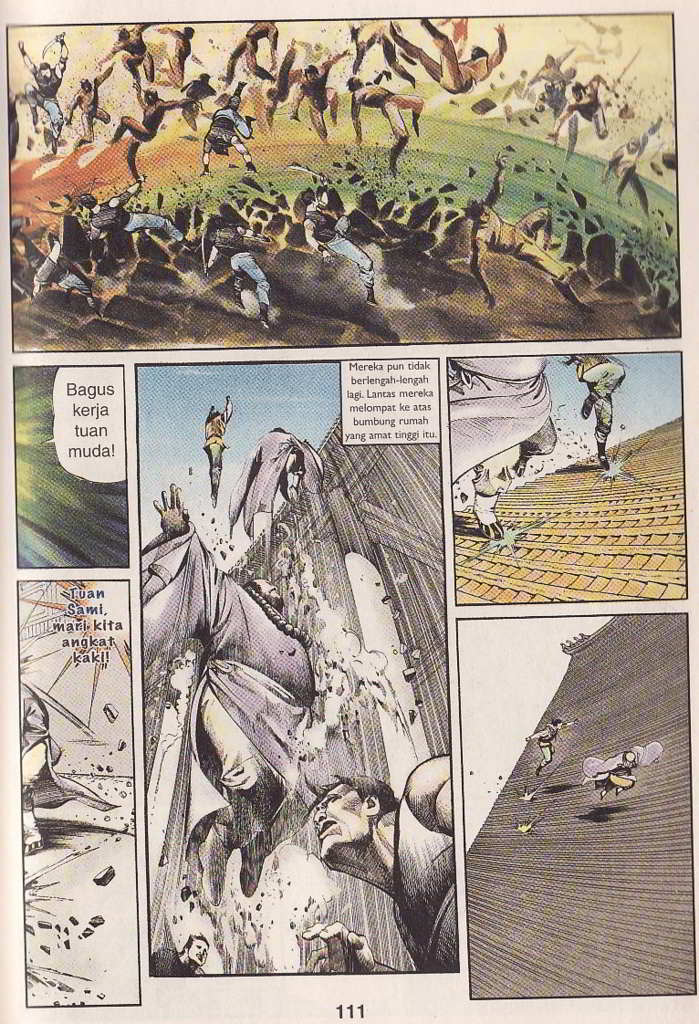 Bagus
kerja
tuan
muda!
Tuan
Sami,
mari kita
angkat
kaki!
Mereka pun tidak
berlengah-lengah
lagi. Lantas mereka
melompat ke atas
bumbung rumah
yang amat tinggi itu.
111